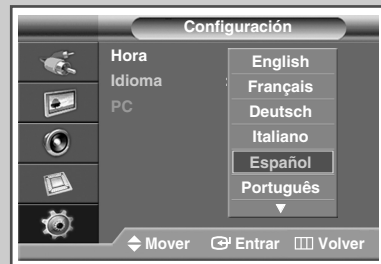 Configuración
Hora
Idioma :
PC
English
Français
Deutsch
Italiano
Español
Português
Mover Entrar Volver